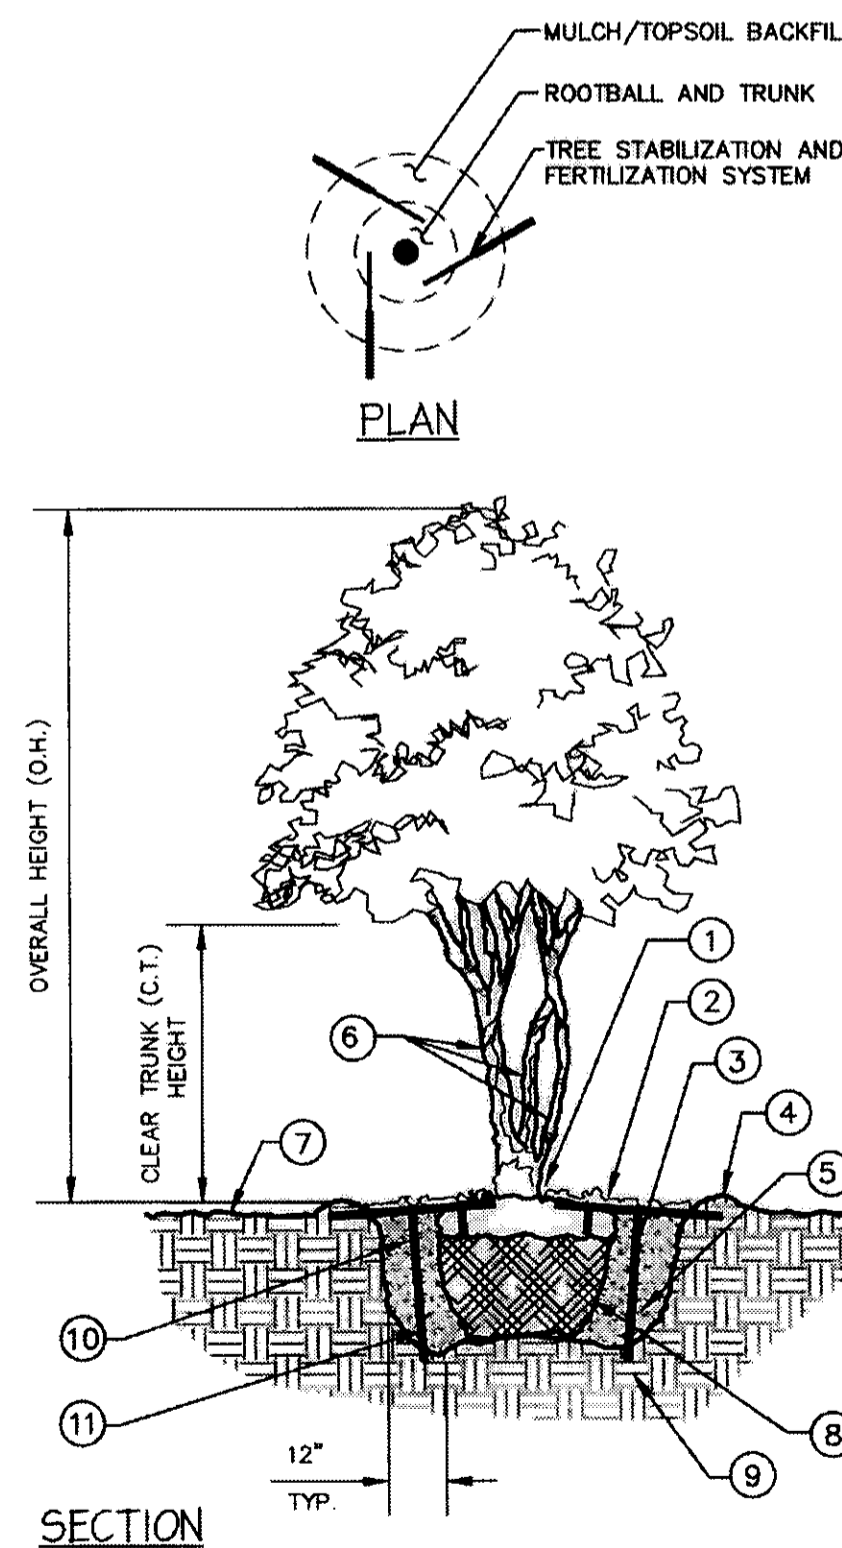 MULCH/TOPSOIL BACKFIL
ROOTBALL AND TRUNK
TREE STABILIZATION AND
FERTILIZATION SYSTEM
PLAN
OVERALL HEIGHT (O.H.)
CLEAR TRUNK (C.T.)
HEIGHT
1
2
3
4
5
6
7
8
9
10
11
12"
TYP.
SECTION